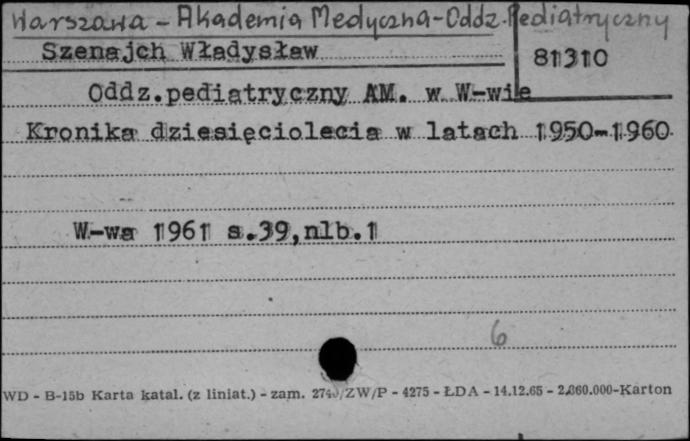 Warszawa - Akademia Medyczna - Oddz. Pediatryczny
Szenajch Władysław
81310
Oddz.pediatryczny AM. w W-wie
Kronika dziesięciolecia w latach 1950-1960
W-wa 1961 s.39,nlb.1
6
WD - B-15b Karta katal. (z liniat.) - zam. 2740/ZW/P - 4275 - ŁDA - 14.12.65 - 2.860.000-Karton